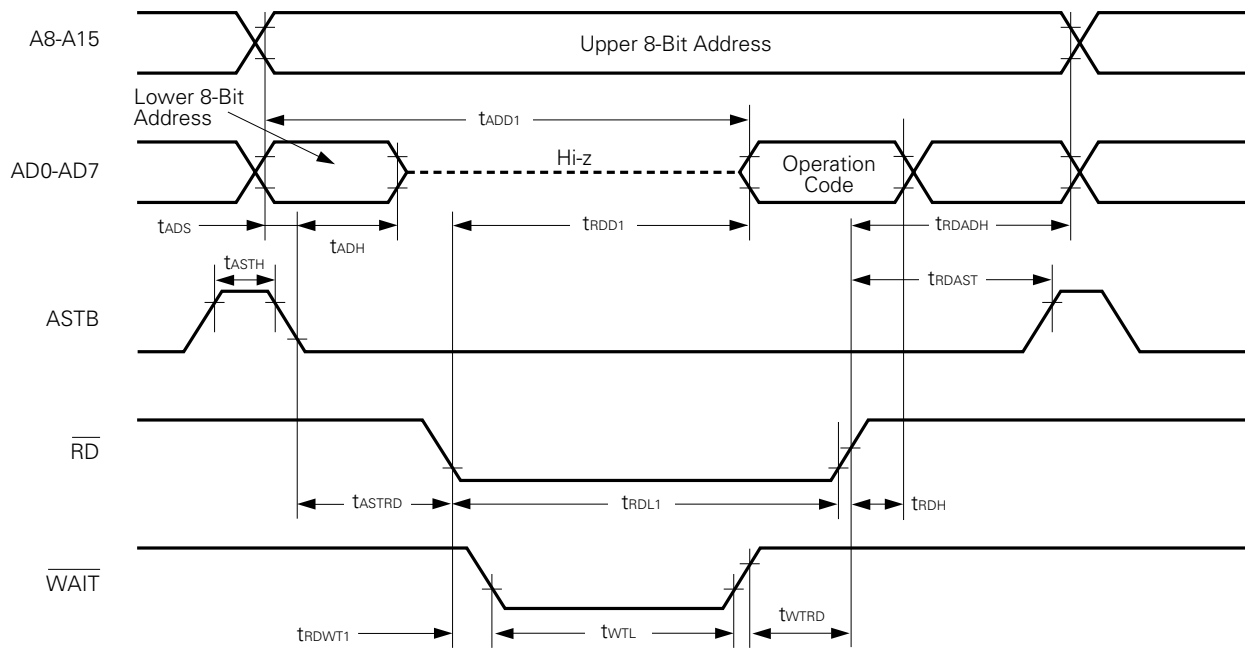 A8-A15
Upper 8-Bit Address
Lower 8-Bit
Address
tADD1
AD0-AD7
Hi-z
Operation
Code
tADS
tADH
tRDD1
tRDADH
tASTH
tRDAST
ASTB
RD
tASTRD
tRDL1
tRDH
WAIT
tRDWT1
tWTL
tWTRD